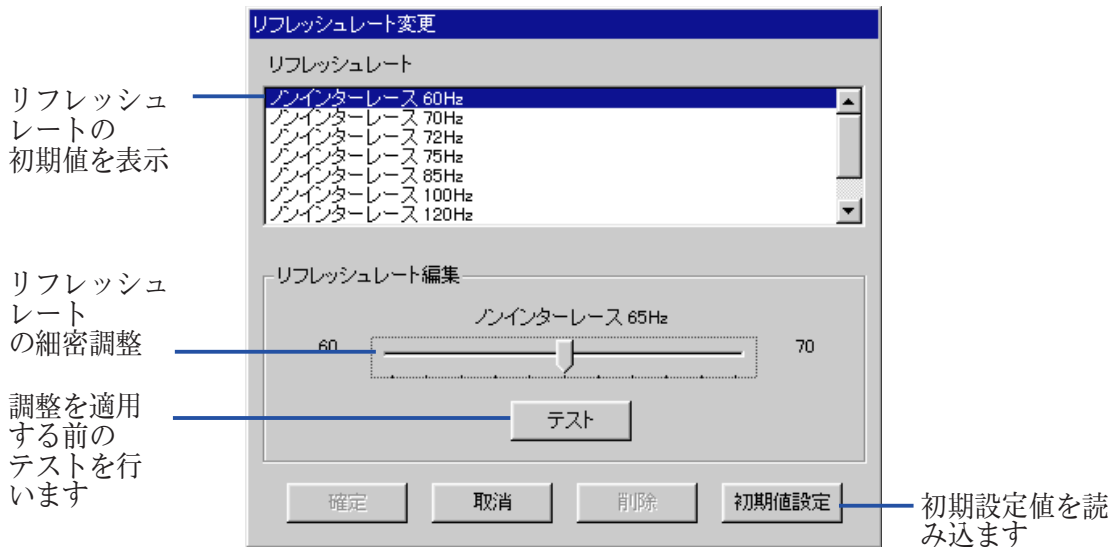 リフレッシュレート変更
リフレッシュレート
ノンインターレース 60Hz
ノンインターレース 70Hz
ノンインターレース 72Hz
ノンインターレース 75Hz
ノンインターレース 85Hz
ノンインターレース 100Hz
ノンインターレース 120Hz
リフレッシュ
レートの
初期値を表示
リフレッシュレート編集
ノンインターレース 65Hz
60
70
リフレッシュ
レート
の細密調整
テスト
調整を適用
する前の
テストを行
います
確定
取消
削除
初期値設定
初期設定値を読
み込ます